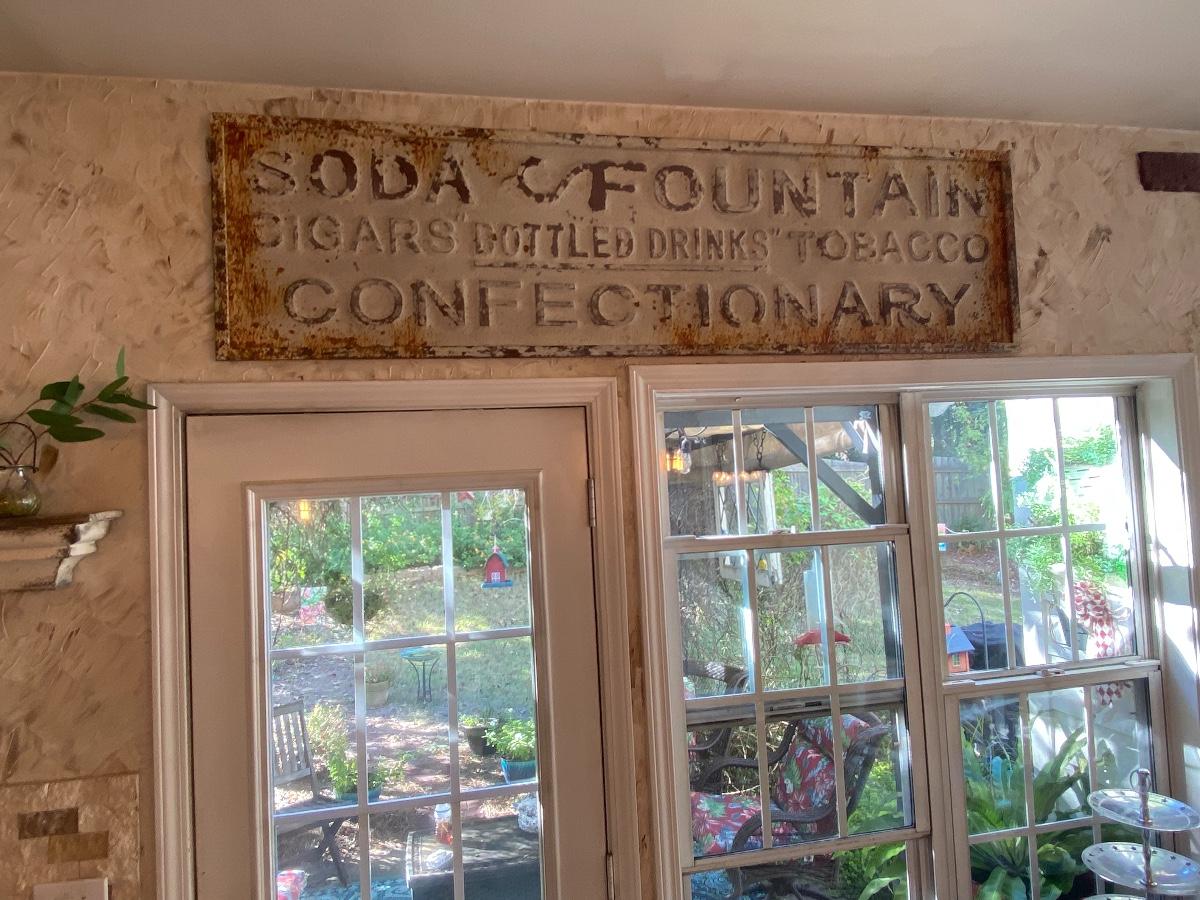 SODA FOUNTAIN
CIGARS "BOTTLED DRINKS" TOBACCO
CONFECTIONARY